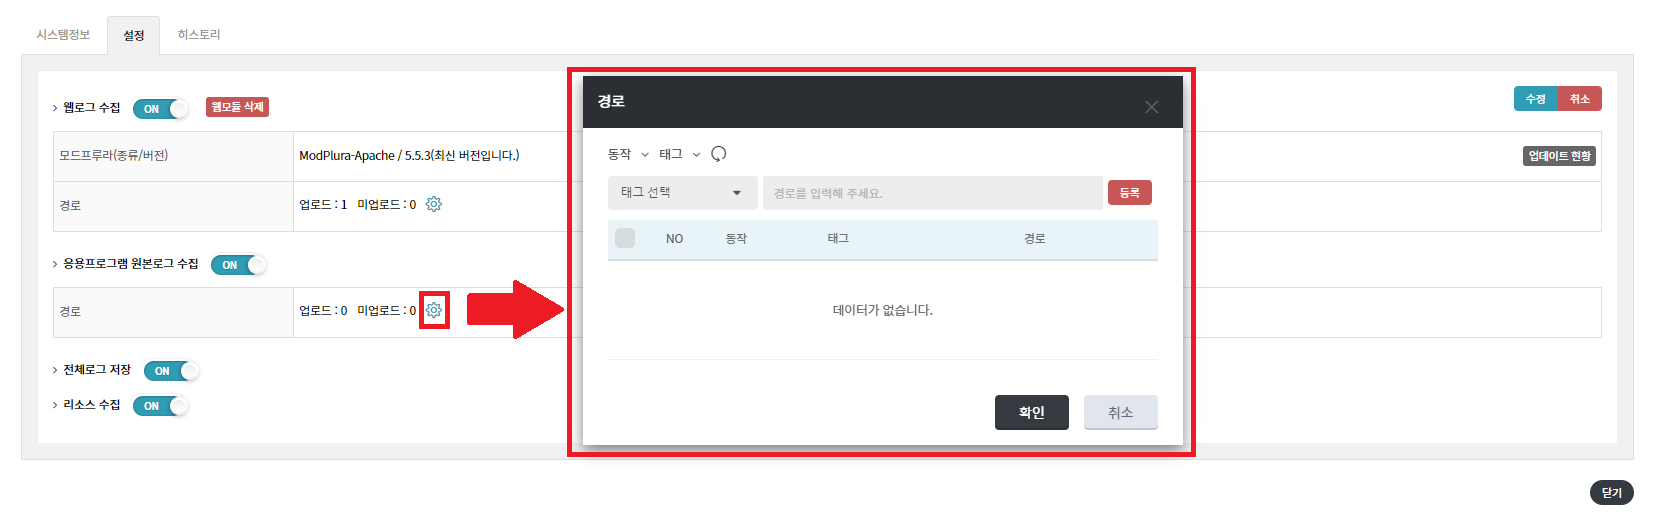 시스템정보 설정 히스토리
웹로그 수집 ON 웹모듈 삭제
수정 취소
모드프루라(종류/버전) ModPlura-Apache / 5.5.3(최신 버전입니다.) 업데이트 현황
경로 업로드 : 1 미업로드 : 0
응용프로그램 원본로그 수집 ON
경로 업로드 : 0 미업로드 : 0
전체로그 저장 ON
리소스 수집 ON
경로
동작 태그
태그 선택 경로를 입력해 주세요. 등록
NO 동작 태그 경로
데이터가 없습니다.
확인 취소
닫기